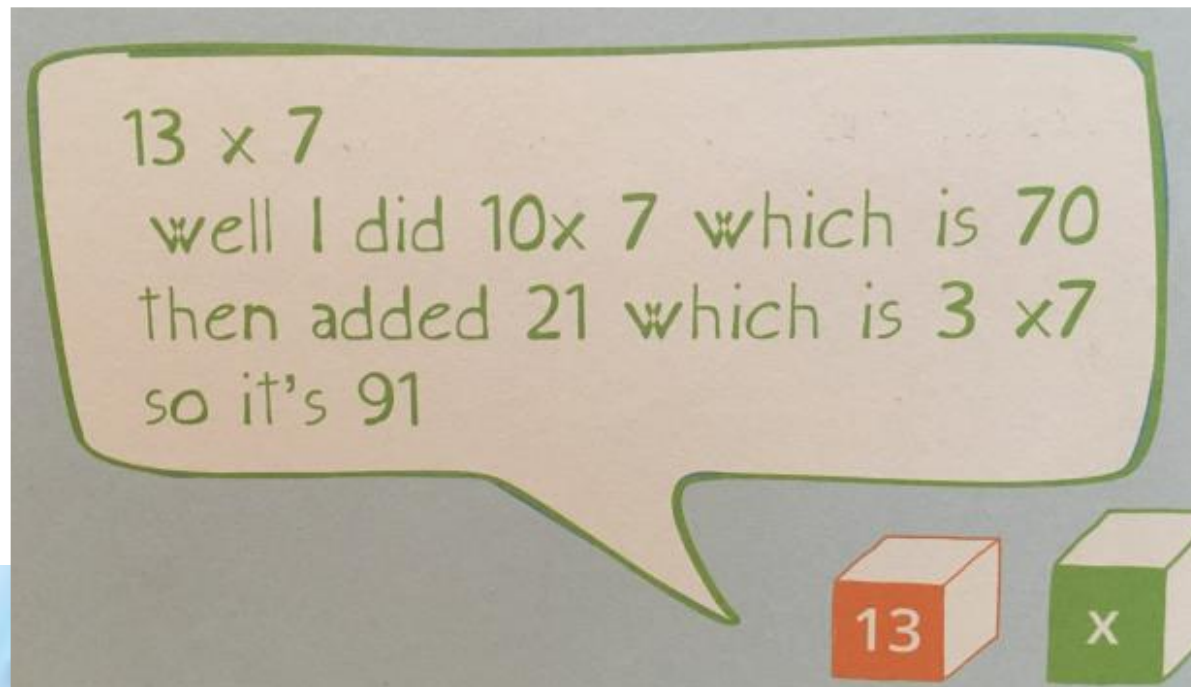 13 x 7
well I did 10x 7 which is 70
then added 21 which is 3 x7
so it's 91
13
x